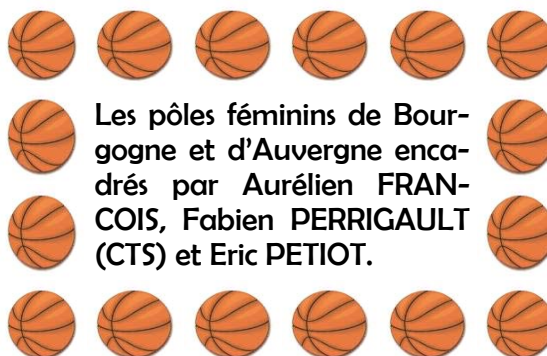 Les pôles féminins de Bour-
gogne et d'Auvergne enca-
drés par Aurélien FRAN-
COIS, Fabien PERRIGAULT
(CTS) et Eric PETIOT.